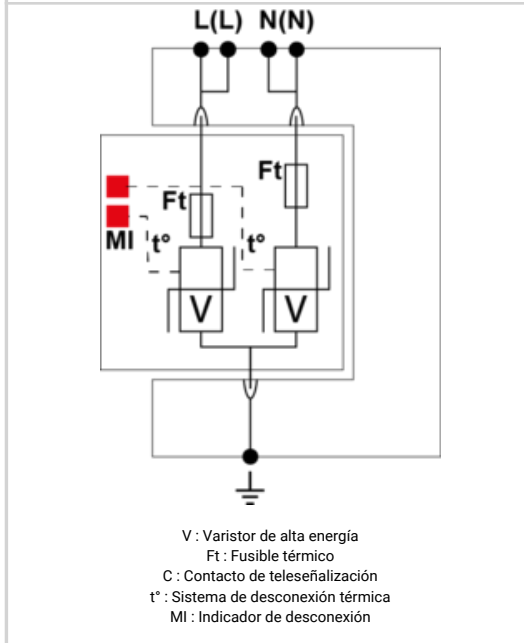 L(L) N(N)
Ft
Ft
MI t° t°
V V
V : Varistor de alta energía
Ft : Fusible térmico
C : Contacto de teleseñalización
t° : Sistema de desconexión térmica
MI : Indicador de desconexión